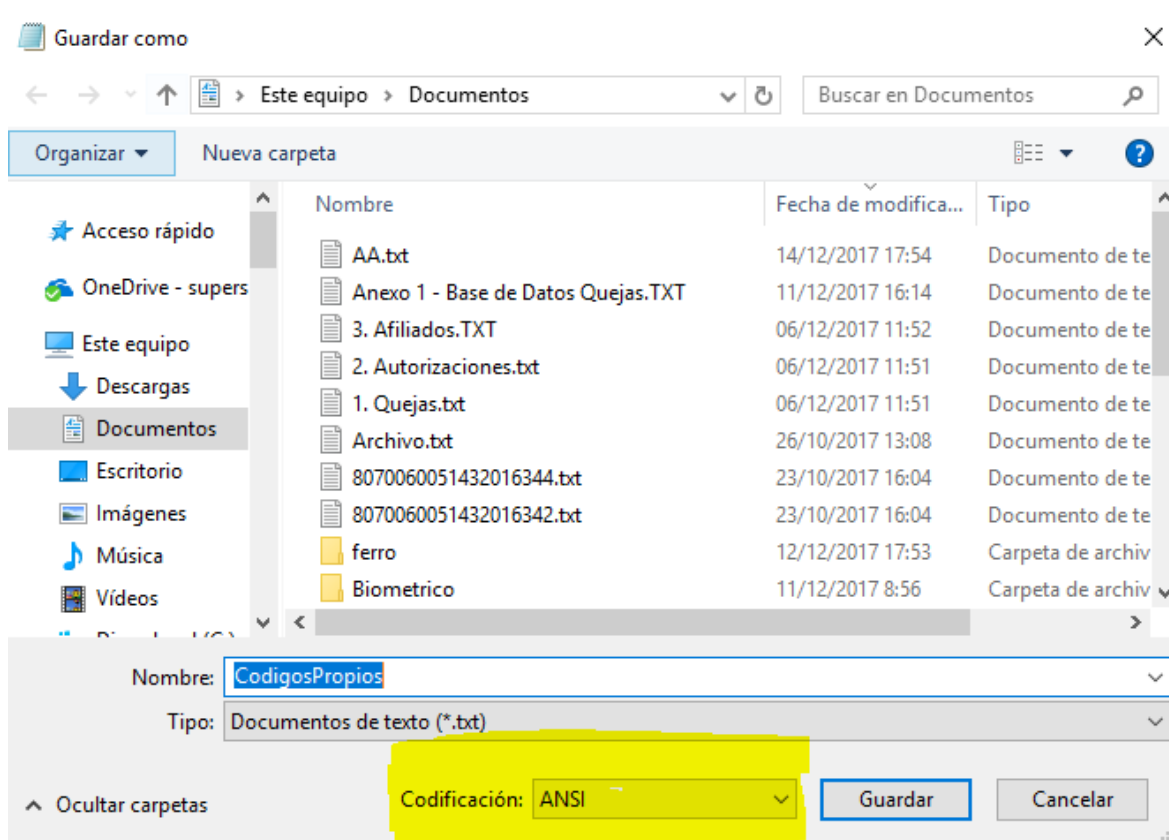 Guardar como
Este equipo > Documentos
Buscar en Documentos
Organizar
Nueva carpeta
Nombre
Fecha de modifica...
Tipo
Acceso rápido
OneDrive - supers
Este equipo
Descargas
Documentos
Escritorio
Imágenes
Música
Vídeos
AA.txt 14/12/2017 17:54 Documento de te
Anexo 1 - Base de Datos Quejas.TXT 11/12/2017 16:14 Documento de te
3. Afiliados.TXT 06/12/2017 11:52 Documento de te
2. Autorizaciones.txt 06/12/2017 11:51 Documento de te
1. Quejas.txt 06/12/2017 11:51 Documento de te
Archivo.txt 26/10/2017 13:08 Documento de te
8070060051432016344.txt 23/10/2017 16:04 Documento de te
8070060051432016342.txt 23/10/2017 16:04 Documento de te
ferro 12/12/2017 17:53 Carpeta de archiv
Biometrico 11/12/2017 8:56 Carpeta de archiv
Nombre: CodigosPropios
Tipo: Documentos de texto (*.txt)
Ocultar carpetas
Codificación: ANSI
Guardar
Cancelar